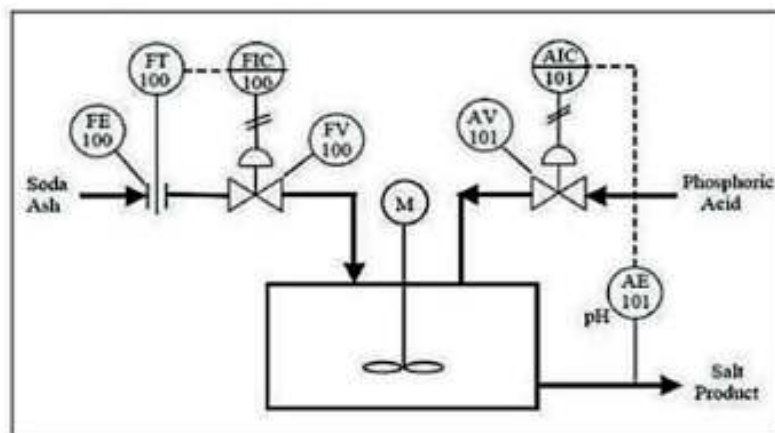 FT
100
FIC
100
AIC
101
FE
100
FV
100
AV
101
Soda
Ash
M
Phosphoric
Acid
AE
101
pH
Salt
Product